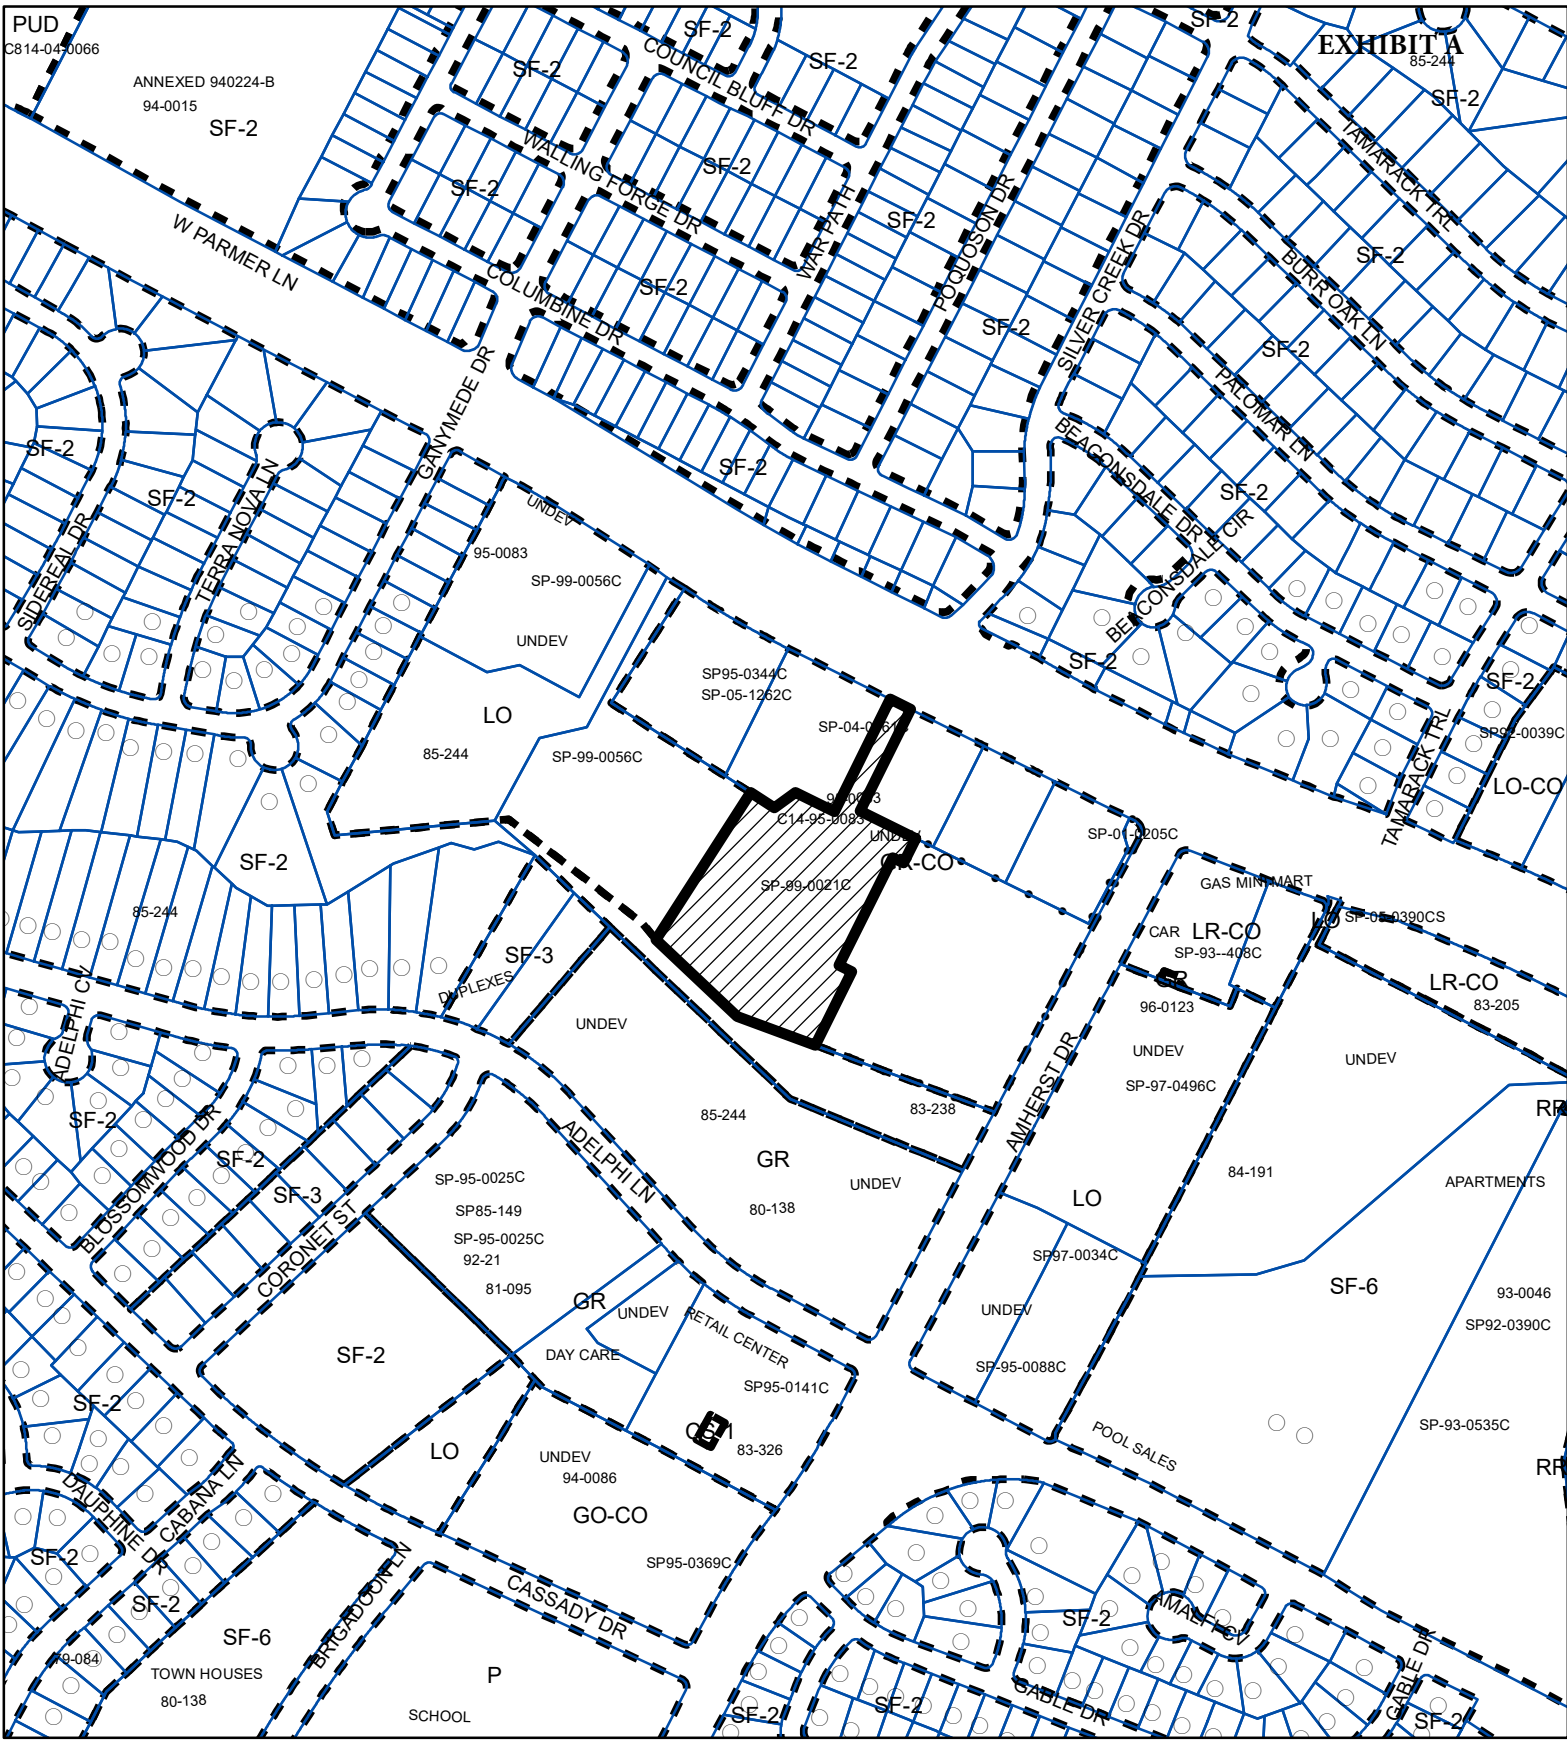 PUD
C814-04-0066
EXHIBIT A
85-244
SF-2
SF-2
SF-2
SF-2
COUNCIL BLUFF DR
ANNEXED 940224-B
94-0015
SF-2
SF-2
TAMARACK TRL
WALLING FORGE DR
SF-2
SF-2
WAR PATH
SF-2
POQUOSON DR
SILVER CREEK DR
SF-2
BURR OAK LN
W PARMER LN
COLUMBINE DR
SF-2
SF-2
SF-2
PALOMAR LN
GANYMEDE DR
SF-2
SF-2
SF-2
SF-2
BEACONSDALE DR
BEACONSDALE CIR
SIDEREAL DR
TERRA NOVA LN
UNDEV
95-0083
SP-99-0056C
UNDEV
SF-2
SF-2
SP95-0344C
SP-05-1262C
LO
85-244
SP-99-0056C
TAMARACK TRL
SP92-0039C
LO-CO
C14-95-0083
UNDEV
SP-01-0205C
SF-2
SP-99-0021C
GAS MINI MART
85-244
LO
SP-05-0390CS
CAR
LR-CO
SP-93--408C
SF-3
DUPLEXES
GR
96-0123
LR-CO
83-205
ADELPHI CV
UNDEV
UNDEV
SP-97-0496C
UNDEV
AMHERST DR
SF-2
BLOSSOMWOOD DR
85-244
83-238
RR
SF-2
SF-3
ADELPHI LN
GR
UNDEV
80-138
84-191
APARTMENTS
LO
SP-95-0025C
SP85-149
SP-95-0025C
92-21
81-095
CORONET ST
SP97-0034C
SF-6
93-0046
SP92-0390C
GR
UNDEV
RETAIL CENTER
UNDEV
SF-2
DAY CARE
SP95-0141C
SP-95-0088C
SF-2
83-326
POOL SALES
SP-93-0535C
LO
UNDEV
94-0086
GO-CO
RR
DAUPHINE DR
CABANA LN
SF-2
SF-2
SP95-0369C
BRIGADOON LN
CASSADY DR
SF-2
AMALFI CV
SF-6
79-084
TOWN HOUSES
80-138
P
SCHOOL
SF-2
SF-2
GABLE DR
GABLE DR
SF-2